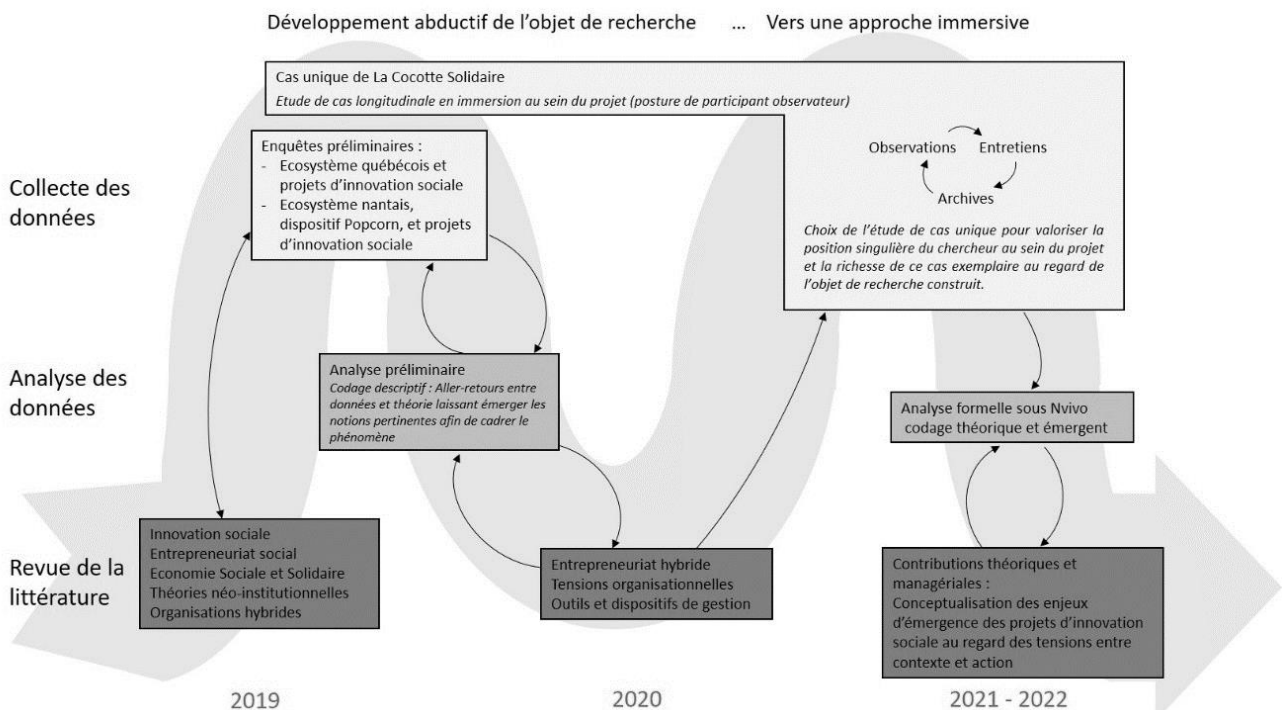 Développement abductif de l'objet de recherche … Vers une approche immersive
Cas unique de La Cocotte Solidaire
Etude de cas longitudinale en immersion au sein du projet (posture de participant observateur)
Collecte des
données
Enquêtes préliminaires :
- Ecosystème québécois et
projets d'innovation sociale
- Ecosystème nantais,
dispositif Popcorn, et projets
d'innovation sociale
Observations
Entretiens
Archives
Choix de l'étude de cas unique pour valoriser la
position singulière du chercheur au sein du projet
et la richesse de ce cas exemplaire au regard de
l'objet de recherche construit.
Analyse des
données
Analyse préliminaire
Codage descriptif : Aller-retours entre
données et théorie laissant émerger les
notions pertinentes afin de cadrer le
phénomène
Analyse formelle sous Nvivo
codage théorique et émergent
Revue de la
littérature
Innovation sociale
Entrepreneuriat social
Economie Sociale et Solidaire
Théories néo-institutionnelles
Organisations hybrides
Entrepreneuriat hybride
Tensions organisationnelles
Outils et dispositifs de gestion
Contributions théoriques et
managériales :
Conceptualisation des enjeux
d'émergence des projets d'innovation
sociale au regard des tensions entre
contexte et action
2019
2020
2021 - 2022